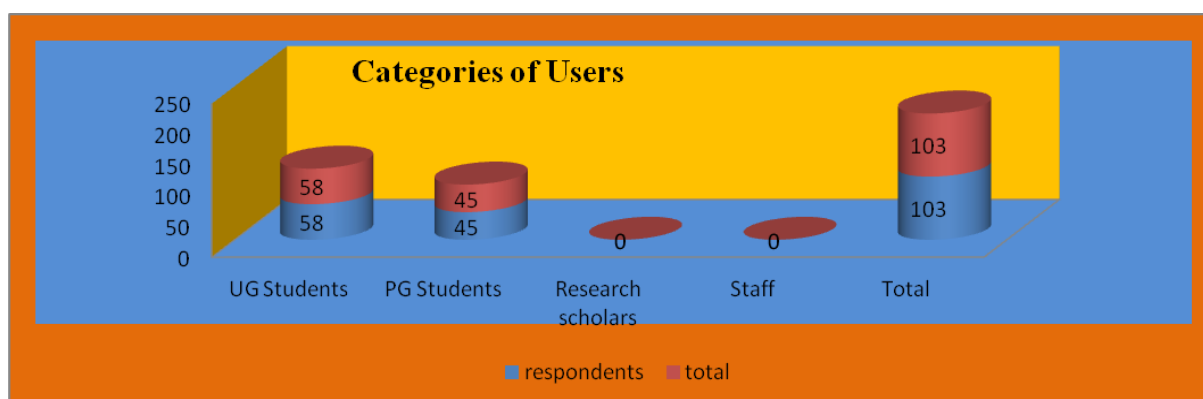 Categories of Users
250
200
150
100
50
0
58
58
45
45
0
0
103
103
UG Students
PG Students
Research
scholars
Staff
Total
respondents
total